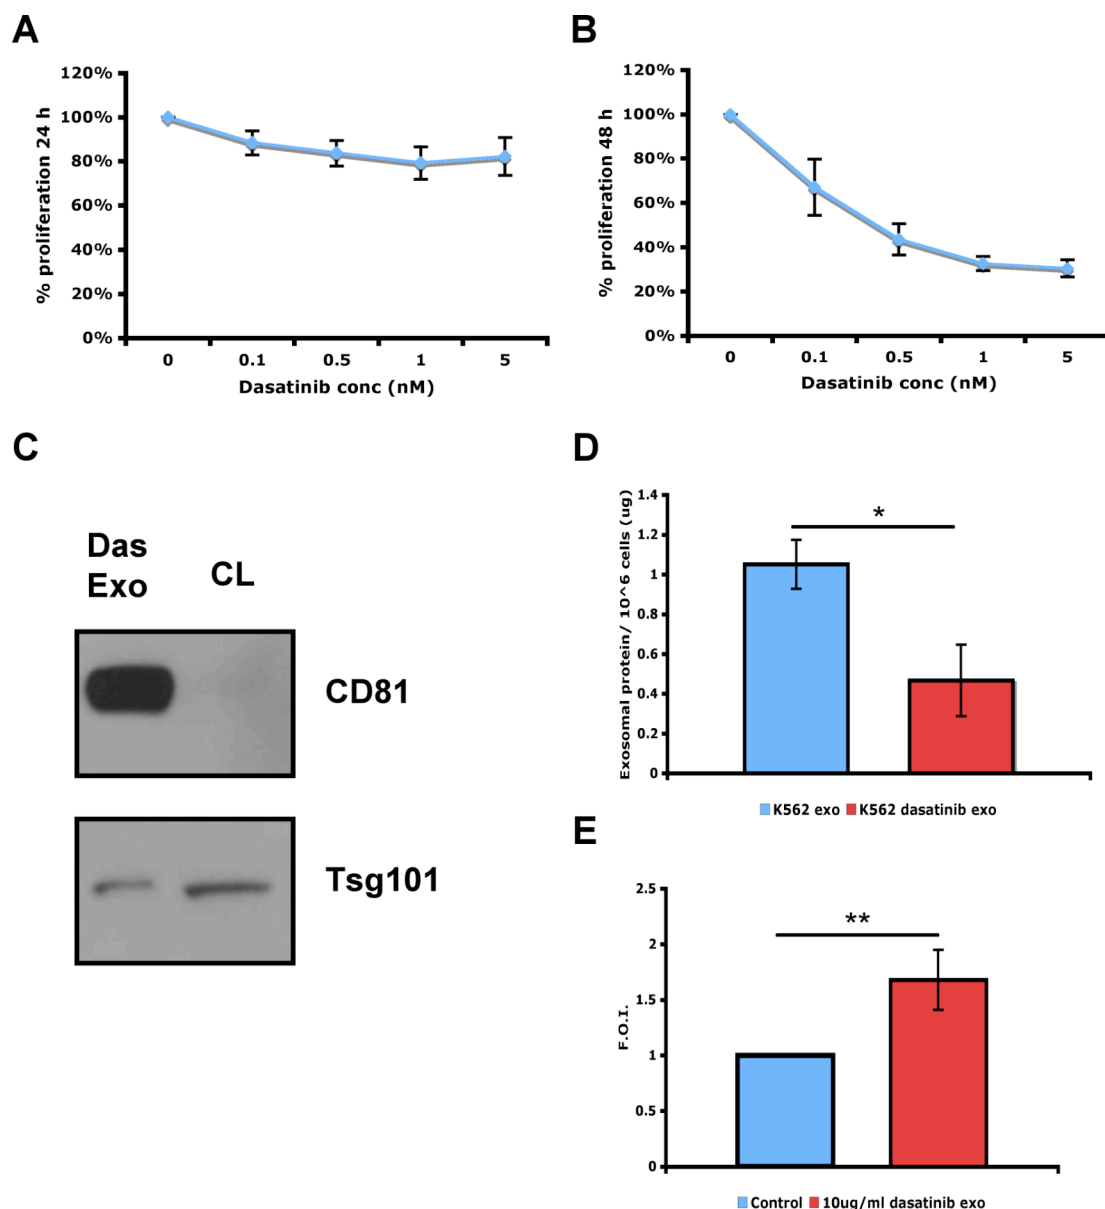 A
120%
100%
80%
60%
40%
20%
0%
% proliferation 24 h
0 0.1 0.5 1 5
Dasatinib conc (nM)
B
120%
100%
80%
60%
40%
20%
0%
% proliferation 48 h
0 0.1 0.5 1 5
Dasatinib conc (nM)
C
Das
Exo
CL
CD81
Tsg101
D
1.4
1.2
1
0.8
0.6
0.4
0.2
0
Exosomal protein/ 10^6 cells (ug)
*
K562 exo K562 dasatinib exo
E
2.5
2
1.5
1
0.5
0
F.O.I.
**
Control 10ug/ml dasatinib exo